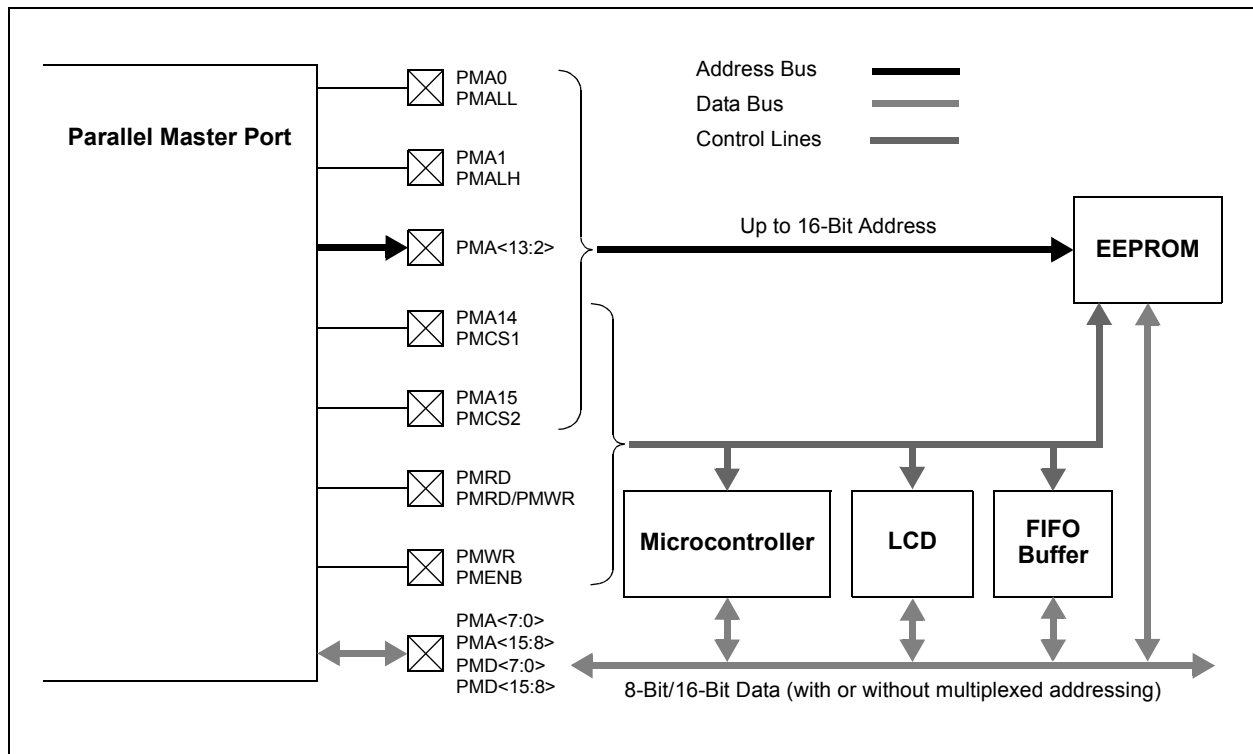 Parallel Master Port
PMA0
PMALL
PMA1
PMALH
PMA<13:2>
PMA14
PMCS1
PMA15
PMCS2
PMRD
PMRD/PMWR
PMWR
PMENB
PMA<7:0>
PMA<15:8>
PMD<7:0>
PMD<15:8>
Address Bus
Data Bus
Control Lines
Up to 16-Bit Address
EEPROM
Microcontroller
LCD
FIFO
Buffer
8-Bit/16-Bit Data (with or without multiplexed addressing)